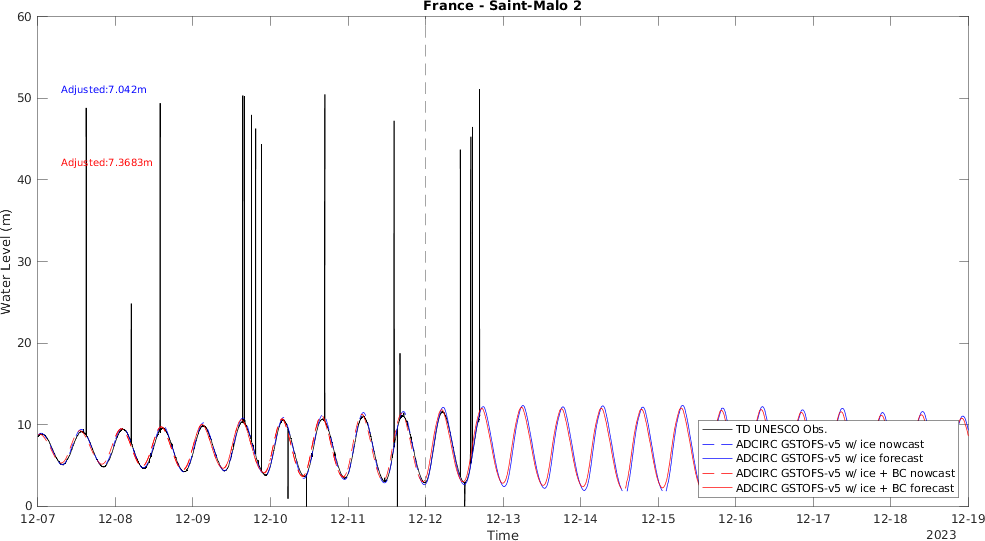 France - Saint-Malo 2
60
50
40
30
20
10
0
Water Level (m)
Adjusted:7.042m
Adjusted:7.3683m
TD UNESCO Obs.
ADCIRC GSTOFS-v5 w/ ice nowcast
ADCIRC GSTOFS-v5 w/ ice forecast
ADCIRC GSTOFS-v5 w/ ice + BC nowcast
ADCIRC GSTOFS-v5 w/ ice + BC forecast
12-07 12-08 12-09 12-10 12-11 12-12 12-13 12-14 12-15 12-16 12-17 12-18 12-19
Time
2023